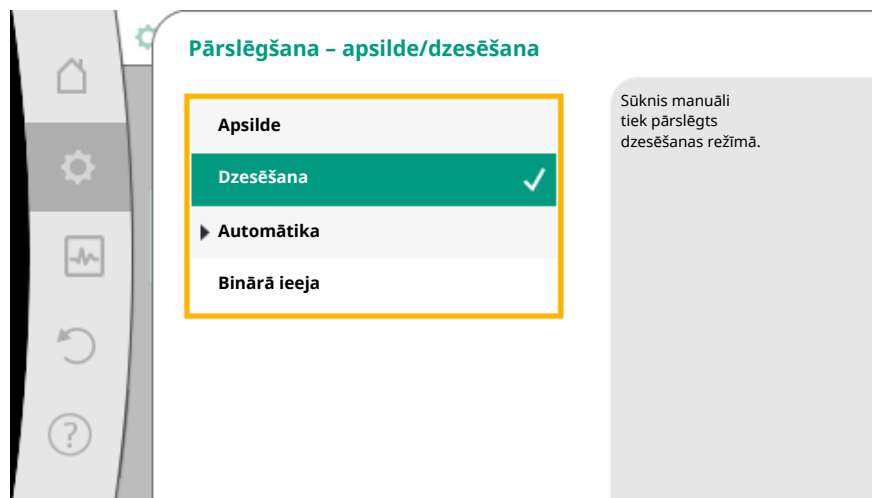 Pārslēgšana – apsilde/dzesēšana
Apsilde
Dzesēšana
Automātika
Binārā ieeja
Sūknis manuāli
tiek pārslēgts
dzesēšanas režīmā.